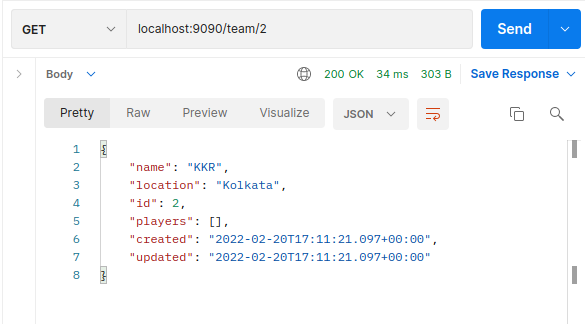 GET localhost:9090/team/2 Send
Body 200 OK 34 ms 303 B Save Response
Pretty Raw Preview Visualize JSON
1 {
2 "name": "KKR",
3 "location": "Kolkata",
4 "id": 2,
5 "players": [],
6 "created": "2022-02-20T17:11:21.097+00:00",
7 "updated": "2022-02-20T17:11:21.097+00:00"
8 }